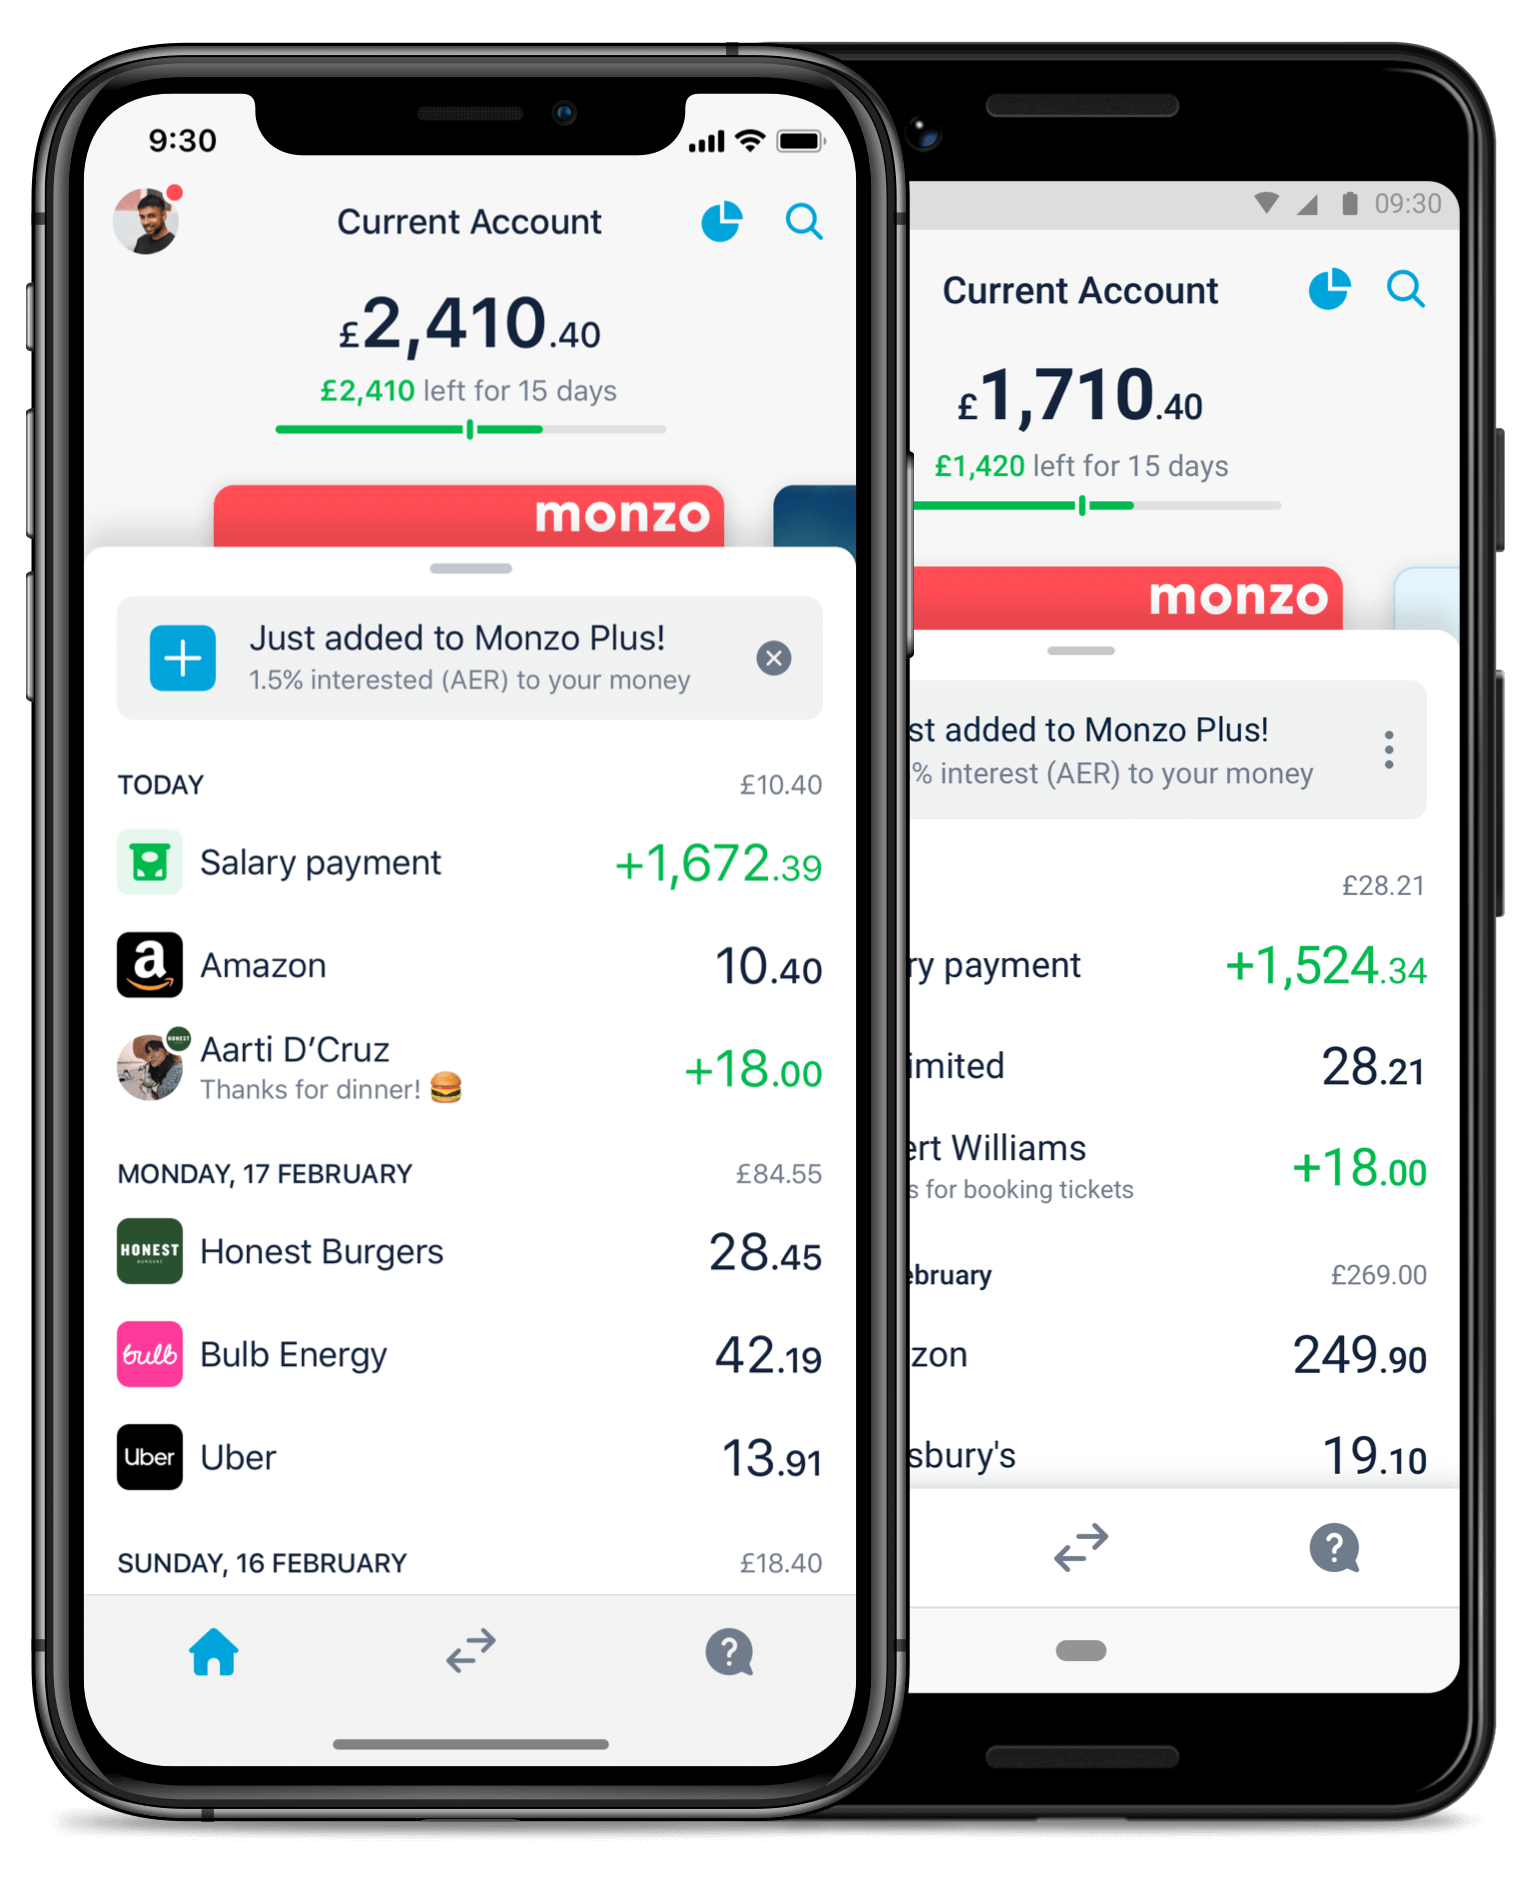 9:30
Current Account
£2,410.40
£2,410 left for 15 days
monzo
Just added to Monzo Plus!
1.5% interested (AER) to your money
TODAY £10.40
Salary payment +1,672.39
a Amazon 10.40
HONEST
Aarti D’Cruz
Thanks for dinner! 🍔 +18.00
MONDAY, 17 FEBRUARY £84.55
HONEST BURGERS Honest Burgers 28.45
bulb Bulb Energy 42.19
Uber Uber 13.91
SUNDAY, 16 FEBRUARY £18.40
?
09:30
Current Account
£1,710.40
£1,420 left for 15 days
monzo
st added to Monzo Plus!
% interest (AER) to your money
£28.21
ry payment +1,524.34
imited 28.21
ert Williams
s for booking tickets +18.00
ebruary £269.00
zon 249.90
sbury's 19.10
?